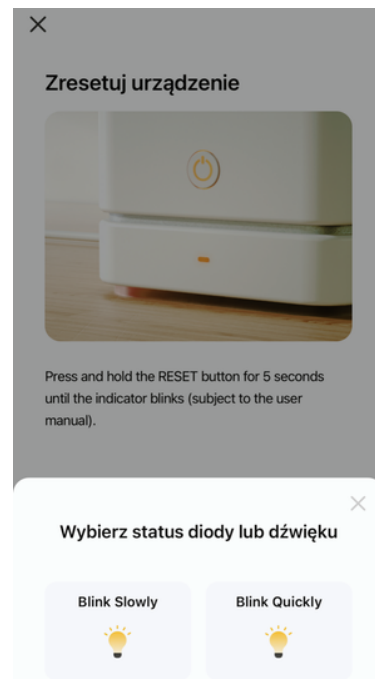 Zresetuj urządzenie
Press and hold the RESET button for 5 seconds
until the indicator blinks (subject to the user
manual).
Wybierz status diody lub dźwięku
Blink Slowly
Blink Quickly